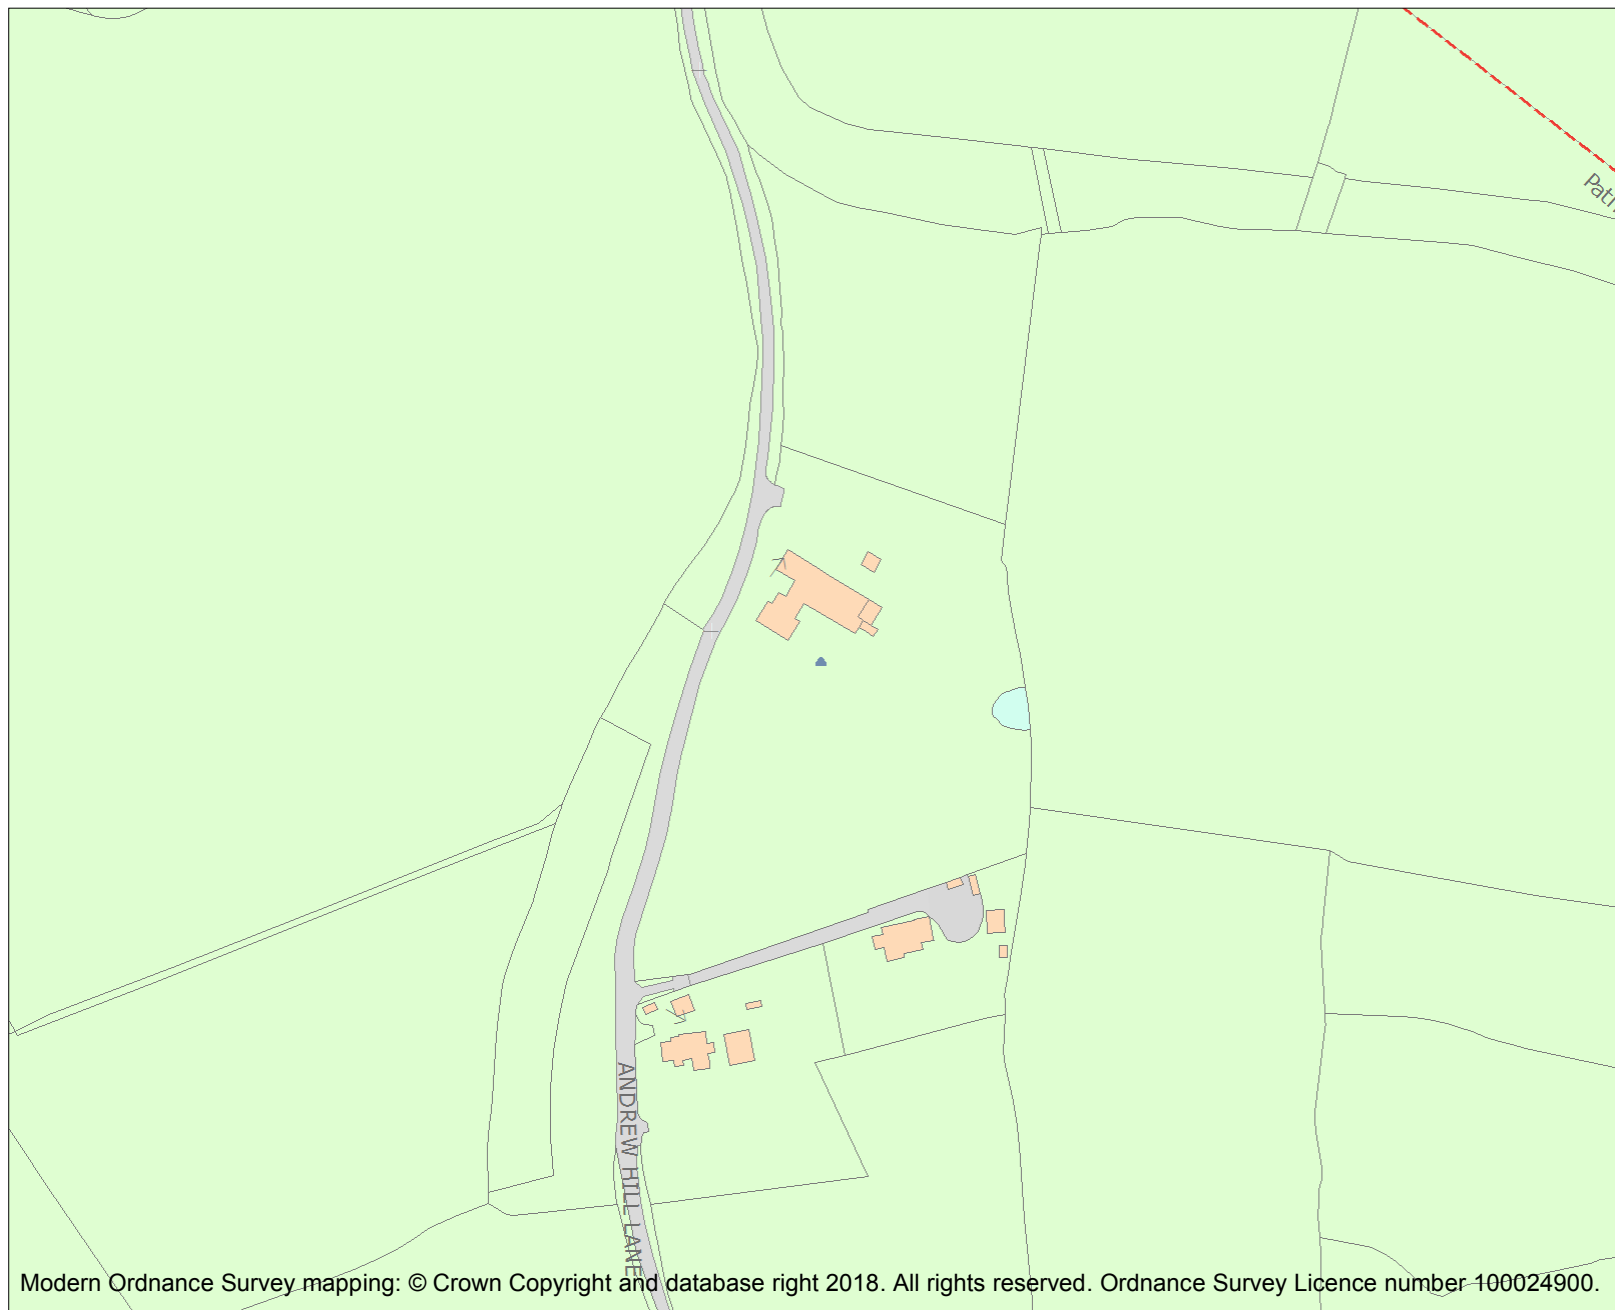 ANDREW HILL LANE
Modern Ordnance Survey mapping: © Crown Copyright and database right 2018. All rights reserved. Ordnance Survey Licence number 100024900.